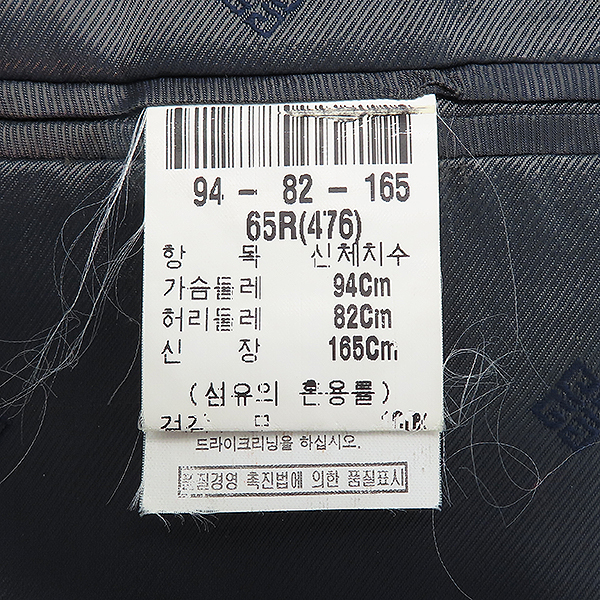 94 - 82 - 165
65R(476)
항 목 신체치수
가슴둘레 94Cm
허리둘레 82Cm
신 장 165Cm
(섬유의 혼용률)
드라이크리닝을 하십시오.
품질경영 촉진법에 의한 품질표시